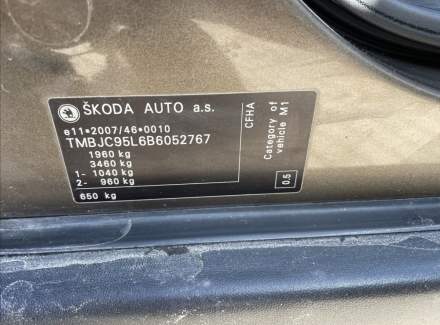 ŠKODA AUTO a.s.
e11*2007/46*0010
TMBJC95L6B6052767
1960 kg
3460 kg
1- 1040 kg
2- 960 kg
650 kg
CFHA
Category of
vehicle M1
0.5